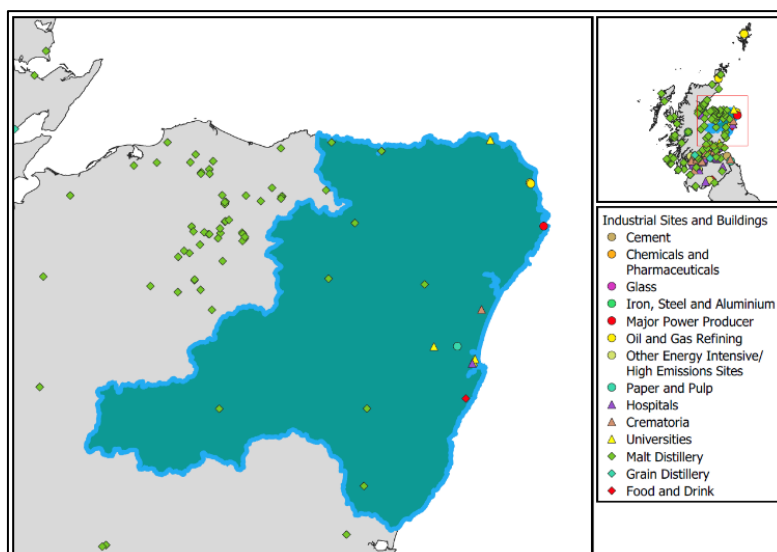 Industrial Sites and Buildings
Cement
Chemicals and
Pharmaceuticals
Glass
Iron, Steel and Aluminium
Major Power Producer
Oil and Gas Refining
Other Energy Intensive/
High Emissions Sites
Paper and Pulp
Hospitals
Crematoria
Universities
Malt Distillery
Grain Distillery
Food and Drink